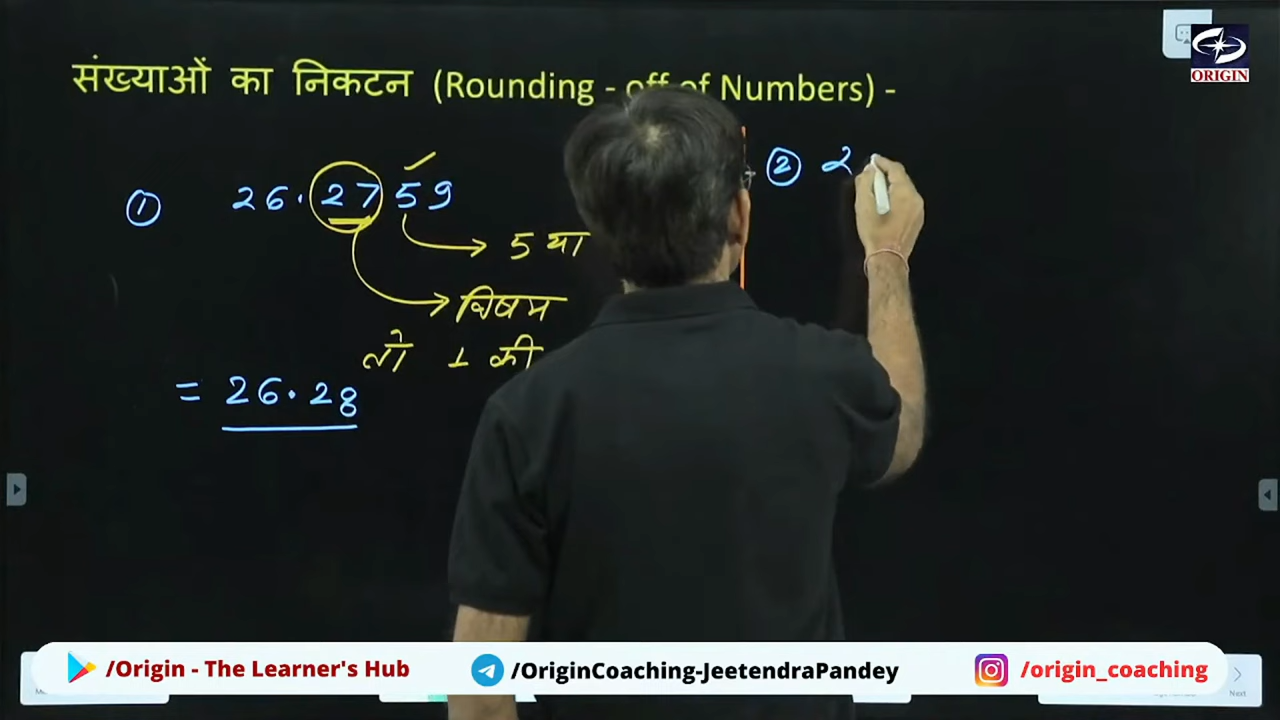 संख्याओं का निकटन (Rounding - off of Numbers) -
ORIGIN
① 26.2759
5 या
विषम
तो 1 की
= 26.28
② 2
/Origin - The Learner's Hub
/OriginCoaching-JeetendraPandey
/origin_coaching
Next